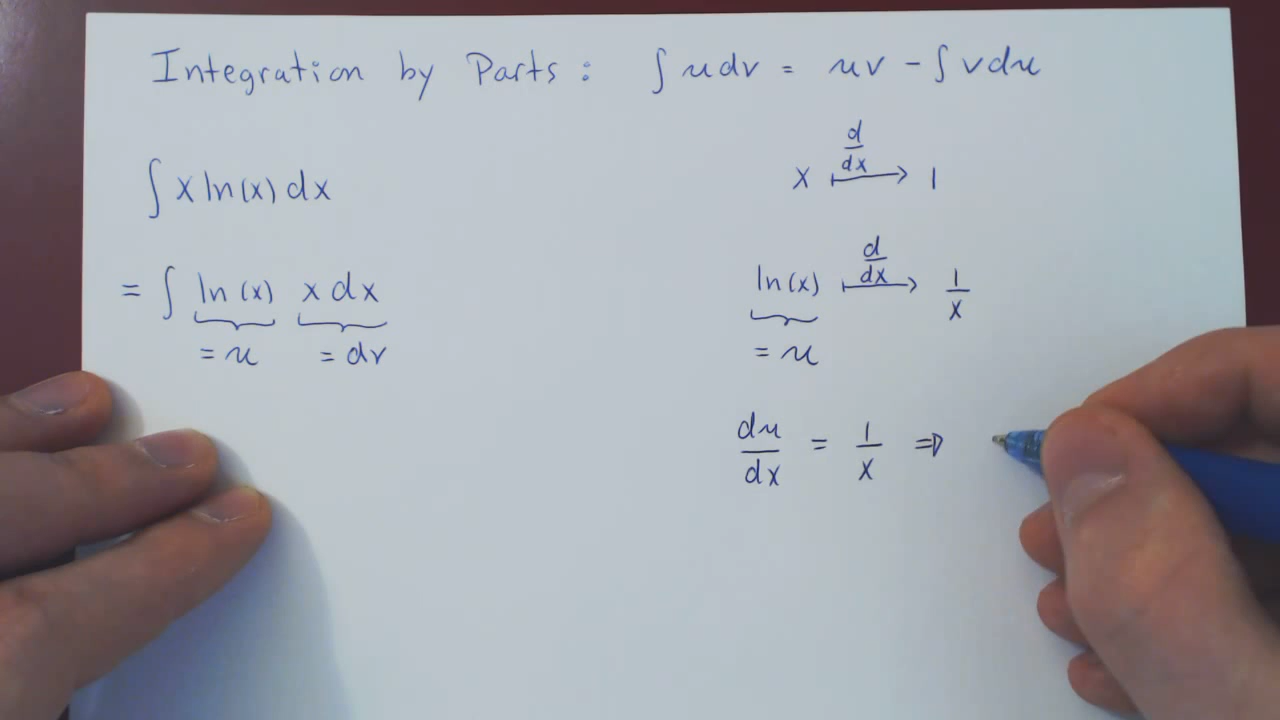 Integration by Parts : ∫ u dv = uv - ∫ v du
∫ x ln(x) dx
= ∫ ln(x) x dx
= u = dv
x d/dx ↦ 1
ln(x) d/dx ↦ 1/x
= u
du/dx = 1/x ⇒